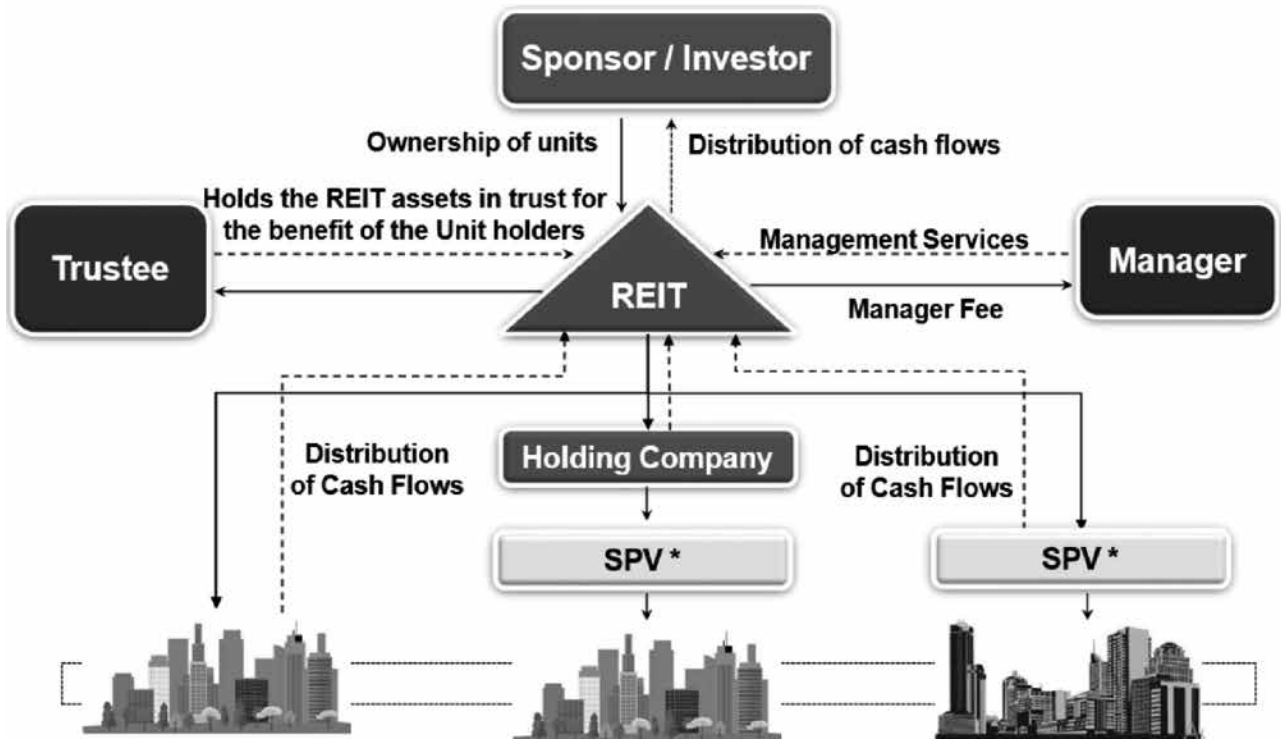 Sponsor / Investor
Ownership of units
Distribution of cash flows
Holds the REIT assets in trust for
the benefit of the Unit holders
Trustee
Management Services
Manager
REIT
Manager Fee
Distribution
of Cash Flows
Holding Company
Distribution
of Cash Flows
SPV *
SPV *